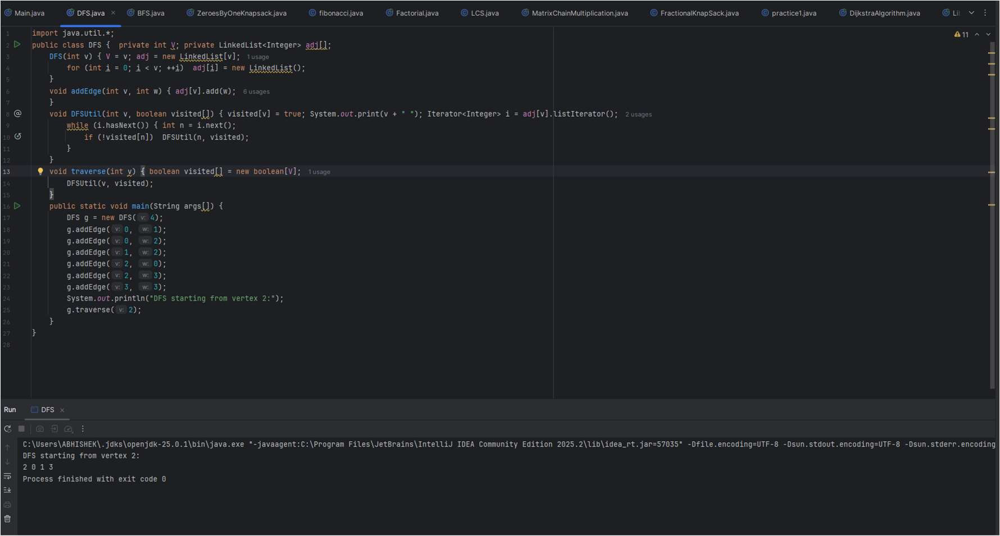 Main.java DFS.java BFS.java ZeroesByOneKnapsack.java fibonacci.java Factorial.java LCS.java MatrixChainMultiplication.java FractionalKnapSack.java practice1.java DijkstraAlgorithm.java Li
11
1 import java.util.*;
2 public class DFS {  private int V; private LinkedList<Integer> adj[];
3     DFS(int v) { V = v; adj = new LinkedList[v];  1 usage
4         for (int i = 0; i < v; ++i)  adj[i] = new LinkedList();
5     }
6     void addEdge(int v, int w) { adj[v].add(w);  6 usages
7     }
8     void DFSUtil(int v, boolean visited[]) { visited[v] = true; System.out.print(v + " "); Iterator<Integer> i = adj[v].listIterator();  2 usages
9         while (i.hasNext()) { int n = i.next();
10             if (!visited[n])  DFSUtil(n, visited);
11         }
12     }
13     void traverse(int v) { boolean visited[] = new boolean[V];  1 usage
14         DFSUtil(v, visited);
15     }
16     public static void main(String args[]) {
17         DFS g = new DFS( v: 4);
18         g.addEdge( v: 0,  w: 1);
19         g.addEdge( v: 0,  w: 2);
20         g.addEdge( v: 1,  w: 2);
21         g.addEdge( v: 2,  w: 0);
22         g.addEdge( v: 2,  w: 3);
23         g.addEdge( v: 3,  w: 3);
24         System.out.println("DFS starting from vertex 2:");
25         g.traverse( v: 2);
26     }
27 }
28
Run DFS
C:\Users\ABHISHEK\.jdks\openjdk-25.0.1\bin\java.exe "-javaagent:C:\Program Files\JetBrains\IntelliJ IDEA Community Edition 2025.2\lib\idea_rt.jar=57035" -Dfile.encoding=UTF-8 -Dsun.stdout.encoding=UTF-8 -Dsun.stderr.encoding
DFS starting from vertex 2:
2 0 1 3
Process finished with exit code 0